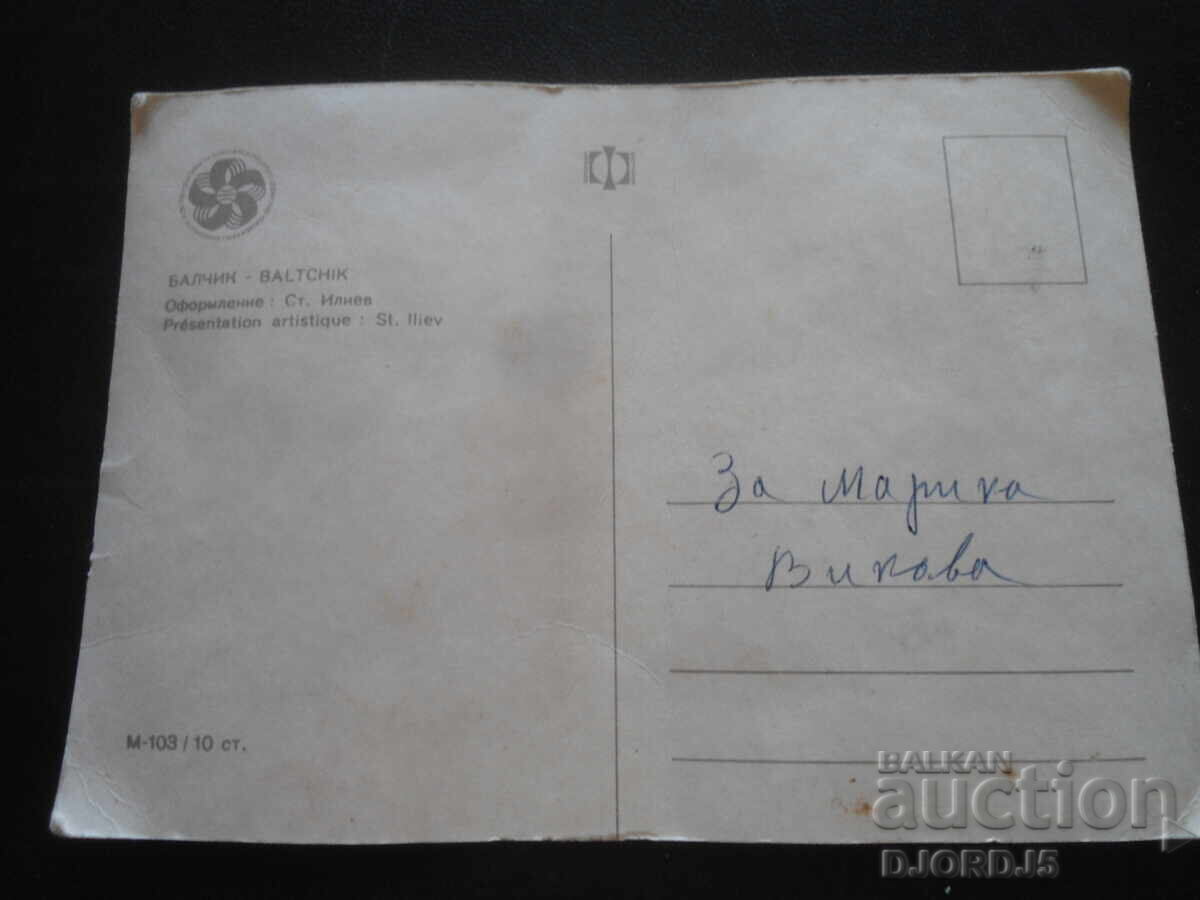 БАЛЧИК - BALTCHIK
Оформление : Ст. Илиев
Présentation artistique : St. Iliev
За Марика
Викова
М-103 / 10 ст.
BALKAN
auction
DJORDJ5